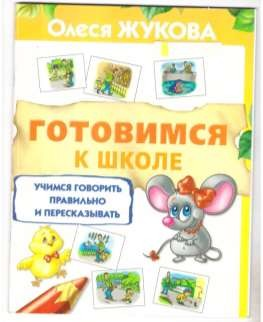 Олеся ЖУКОВА
ГОТОВИМСЯ
К ШКОЛЕ
УЧИМСЯ ГОВОРИТЬ
ПРАВИЛЬНО
И ПЕРЕСКАЗЫВАТЬ